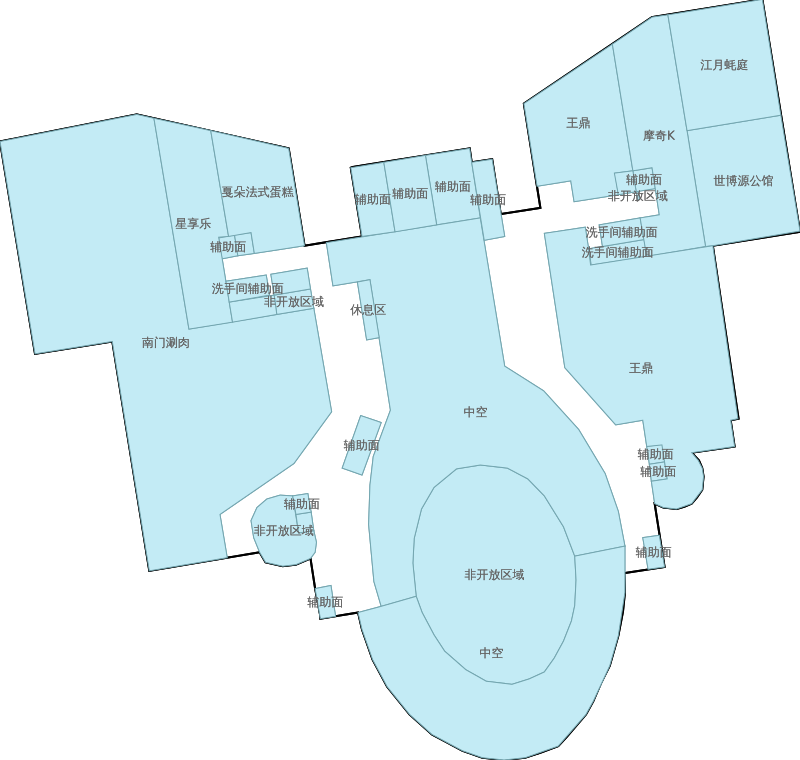 江月蚝庭
王鼎
摩奇K
辅助面
世博源公馆
非开放区域
辅助面
辅助面
辅助面
辅助面
戛朵法式蛋糕
星享乐
辅助面
洗手间辅助面
洗手间辅助面
洗手间辅助面
非开放区域
休息区
南门涮肉
王鼎
中空
辅助面
辅助面
辅助面
辅助面
非开放区域
辅助面
非开放区域
辅助面
中空